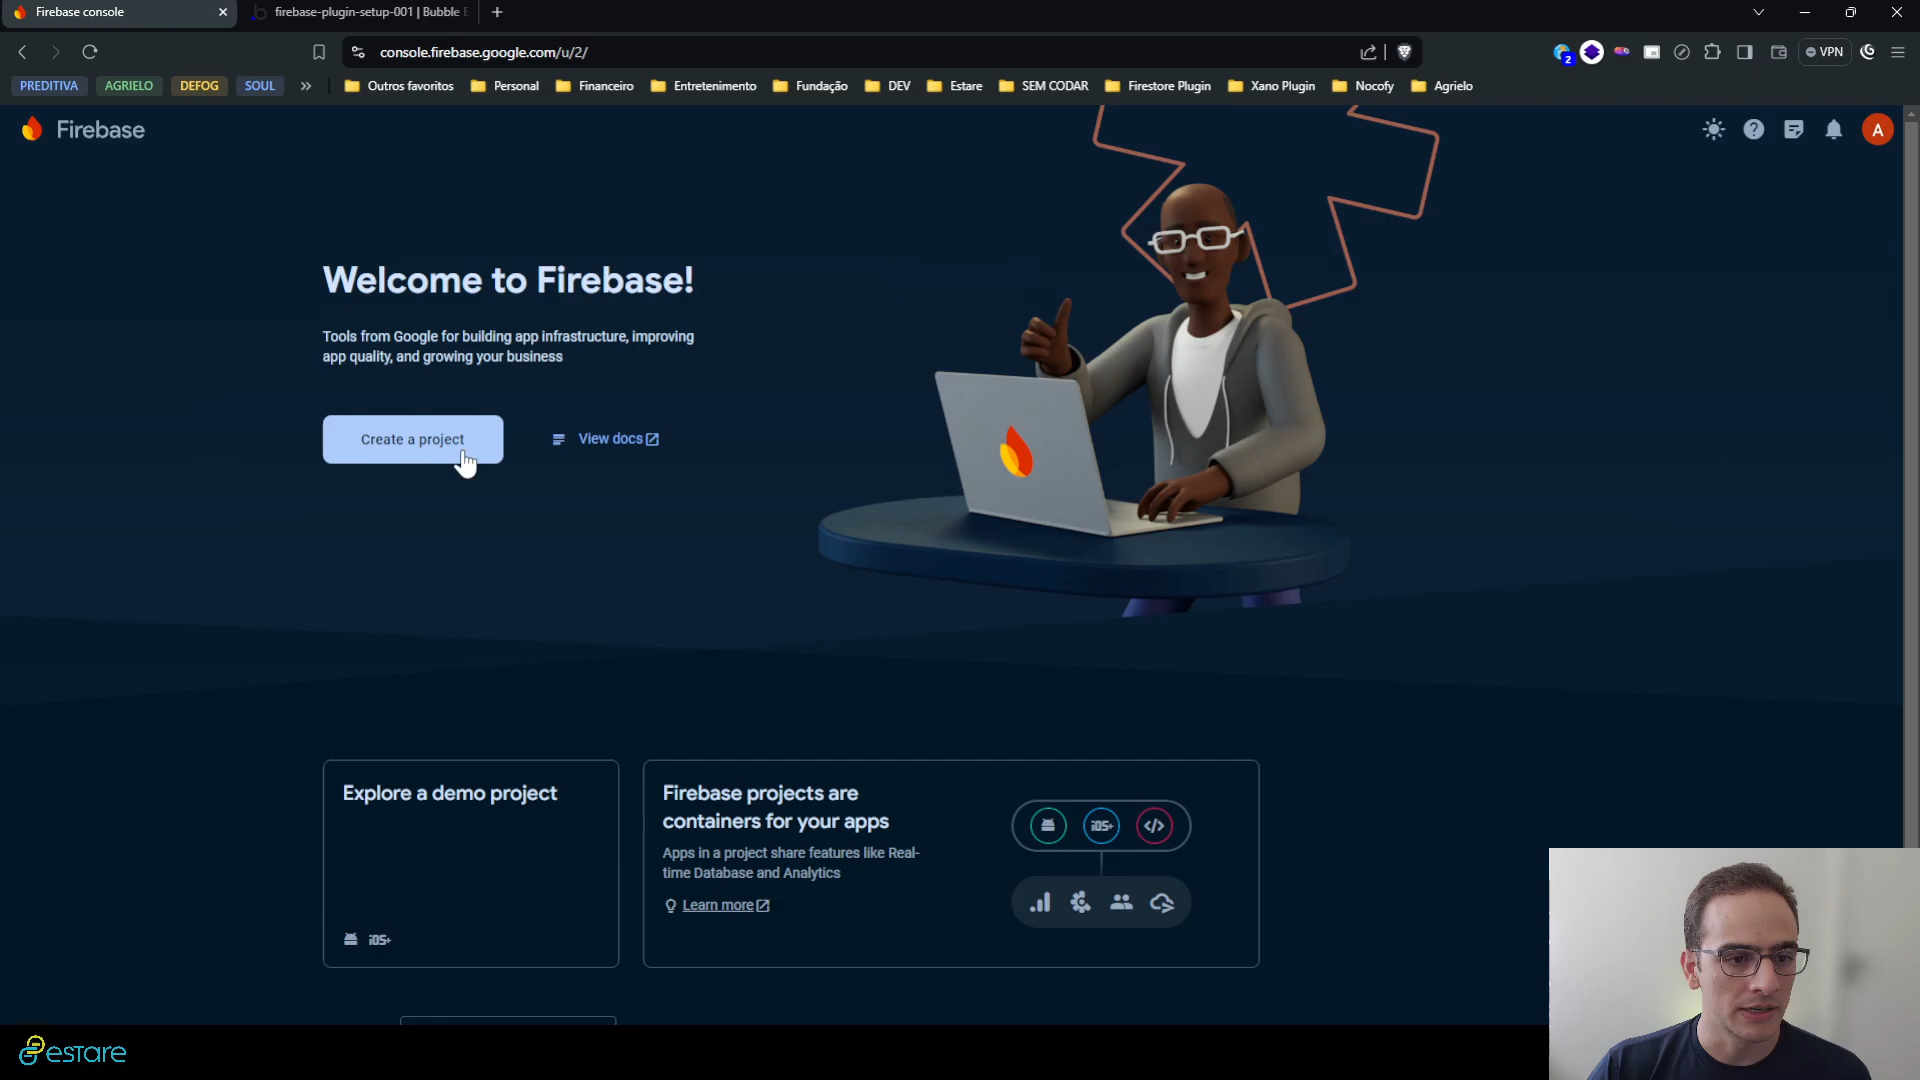 Firebase console
firebase-plugin-setup-001 | Bubble E
console.firebase.google.com/u/2/
2
VPN
PREDITIVA
AGRIELO
DEFOG
SOUL
Outros favoritos
Personal
Financeiro
Entretenimento
Fundação
DEV
Estare
SEM CODAR
Firestore Plugin
Xano Plugin
Nocofy
Agrielo
Firebase
A
Welcome to Firebase!
Tools from Google for building app infrastructure, improving
app quality, and growing your business
Create a project
View docs
Explore a demo project
iOS+
Firebase projects are
containers for your apps
Apps in a project share features like Real-
time Database and Analytics
Learn more
iOS+
</>
estare